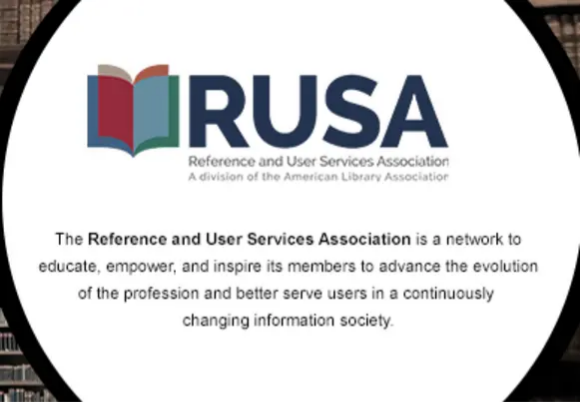 RUSA
Reference and User Services Association
A division of the American Library Association
The Reference and User Services Association is a network to
educate, empower, and inspire its members to advance the evolution
of the profession and better serve users in a continuously
changing information society.